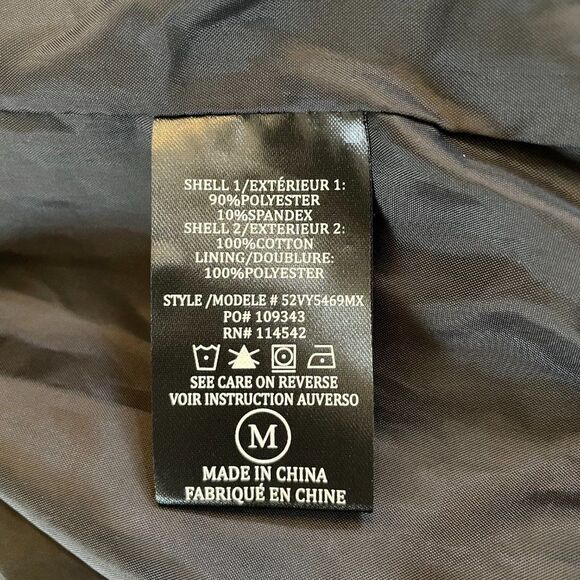 SHELL 1/EXTÉRIEUR 1:
90%POLYESTER
10%SPANDEX
SHELL 2/EXTÉRIEUR 2:
100%COTTON
LINING/DOUBLURE:
100%POLYESTER
STYLE /MODELE # 52VY5469MX
PO# 109343
RN# 114542
SEE CARE ON REVERSE
VOIR INSTRUCTION AUVERSO
M
MADE IN CHINA
FABRIQUÉ EN CHINE